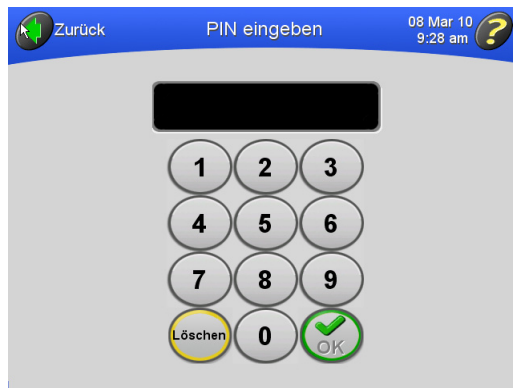 Zurück
PIN eingeben
08 Mar 10
9:28 am
?
1 2 3
4 5 6
7 8 9
Löschen 0 OK